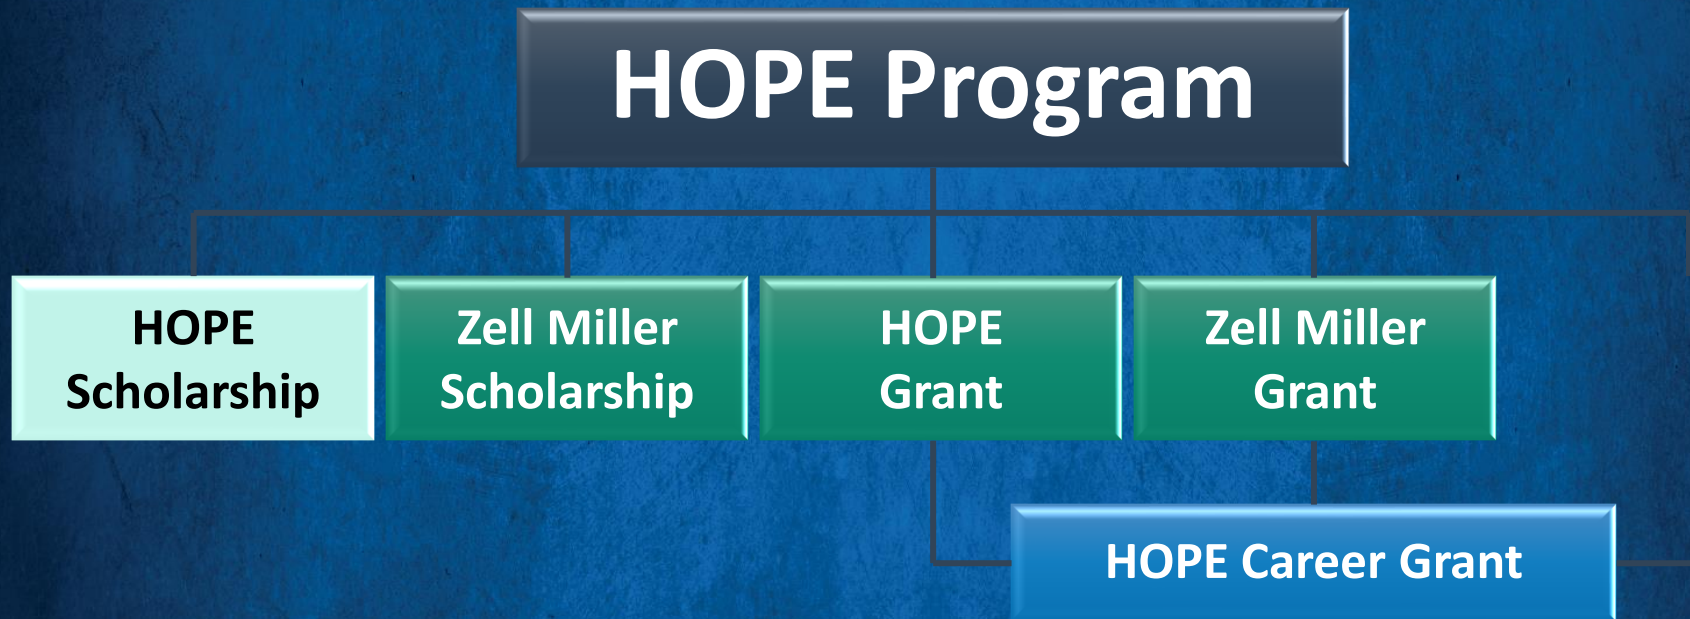 HOPE Program
HOPE
Scholarship
Zell Miller
Scholarship
HOPE
Grant
Zell Miller
Grant
HOPE Career Grant